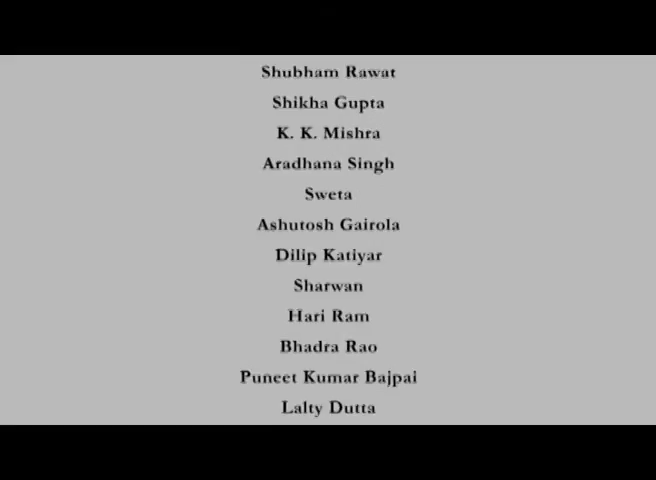 Shubham Rawat
Shikha Gupta
K. K. Mishra
Aradhana Singh
Sweta
Ashutosh Gairola
Dilip Katiyar
Sharwan
Hari Ram
Bhadra Rao
Puneet Kumar Bajpai
Lalty Dutta